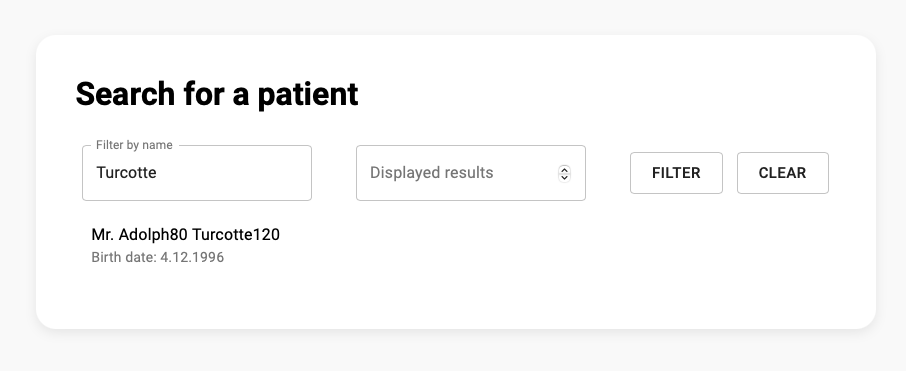 Search for a patient
Filter by name
Turcotte
Displayed results
FILTER
CLEAR
Mr. Adolph80 Turcotte120
Birth date: 4.12.1996